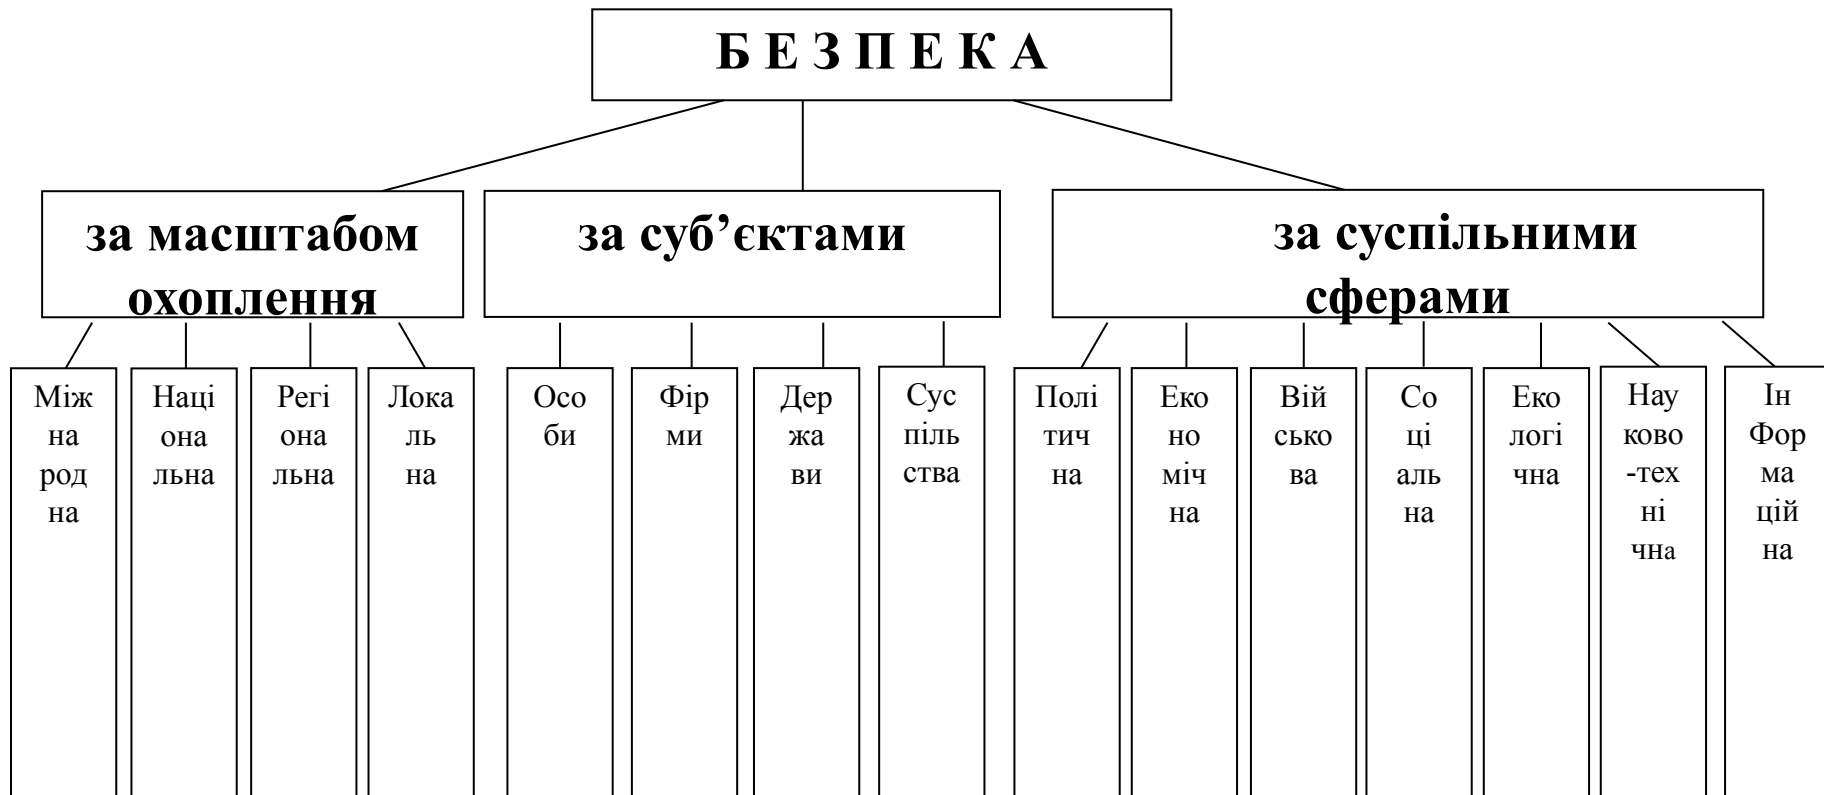 Б Е З П Е К А
за масштабом
охоплення
за суб’єктами
за суспільними
сферами
Між
на
род
на
Наці
она
льна
Регі
она
льна
Лока
ль
на
Осо
би
Фір
ми
Дер
жа
ви
Сус
піль
ства
Полі
тич
на
Еко
но
міч
на
Вій
сько
ва
Со
ці
аль
на
Еко
логі
чна
Нау
ково
-тех
ні
чна
Ін
Фор
ма
цій
на